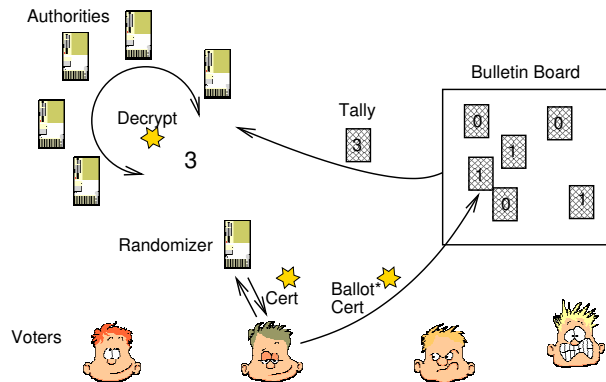 Authorities
Bulletin Board
Decrypt
Tally
3
3
0
0
1
1
0
1
Randomizer
Cert
Ballot*
Cert
Voters